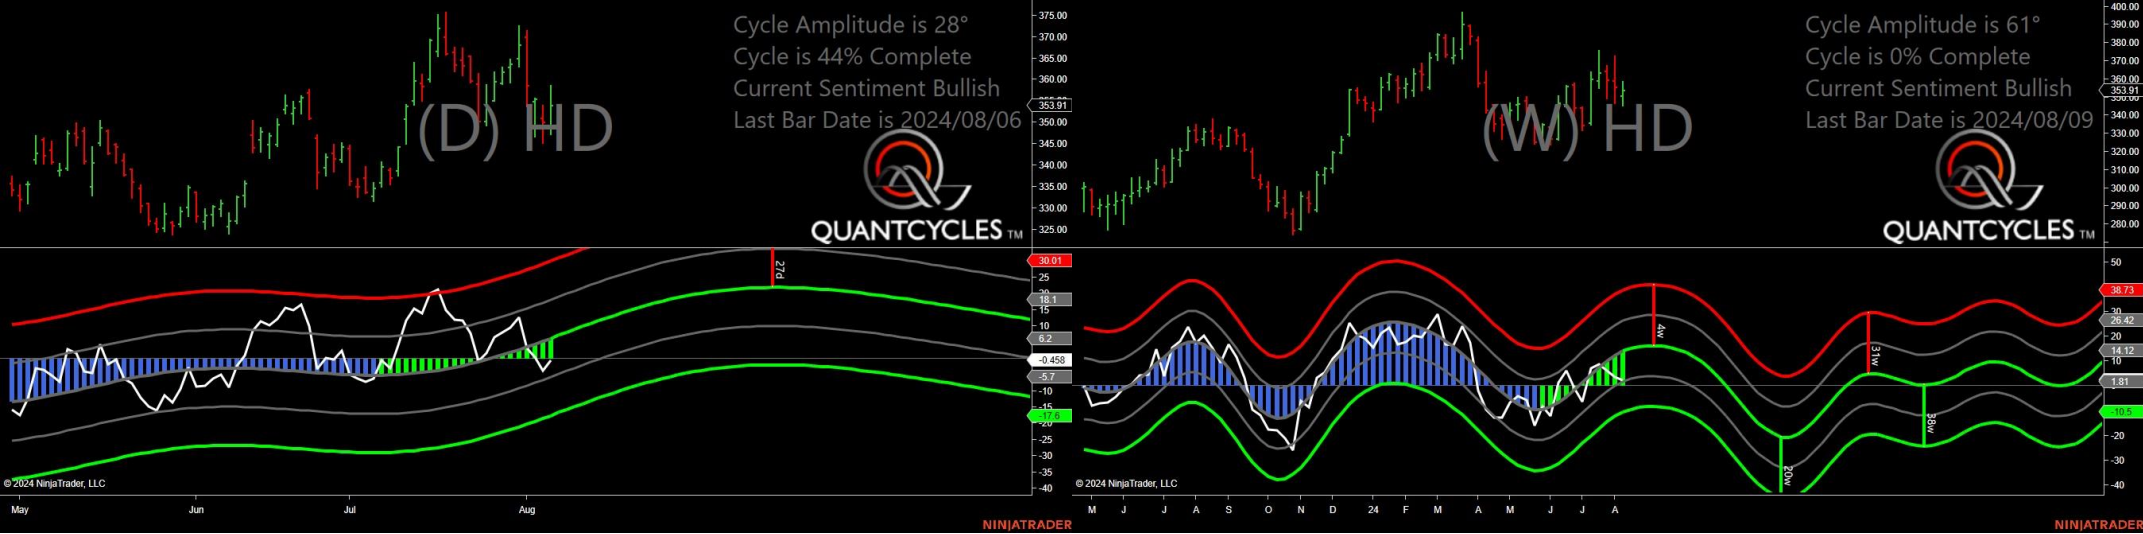 Cycle Amplitude is 28°
Cycle is 44% Complete
Current Sentiment Bullish
Last Bar Date is 2024/08/06
(D) HD
QUANTCYCLES TM
375.00
370.00
365.00
360.00
353.91
350.00
345.00
340.00
335.00
330.00
325.00
30.01
25
18.1
15
10
6.2
-0.458
-5.7
-10
-15
-17.6
-20
-25
-30
-35
-40
27d
© 2024 NinjaTrader, LLC
May Jun Jul Aug
NINJATRADER
Cycle Amplitude is 61°
Cycle is 0% Complete
Current Sentiment Bullish
Last Bar Date is 2024/08/09
(W) HD
QUANTCYCLES TM
400.00
390.00
380.00
370.00
360.00
353.91
340.00
330.00
320.00
310.00
300.00
290.00
280.00
50
38.73
30
26.42
20
14.12
10
1.81
-10.5
-20
-30
-40
4w
31w
38w
20w
© 2024 NinjaTrader, LLC
M J J A S O N D 24 F M A M J J A
NINJATRADER